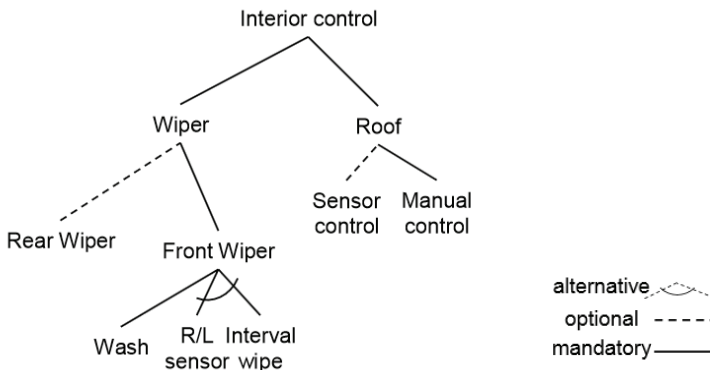 Interior control
Wiper
Roof
Sensor control
Manual control
Rear Wiper
Front Wiper
Wash
R/L sensor
Interval wipe
alternative
optional
mandatory